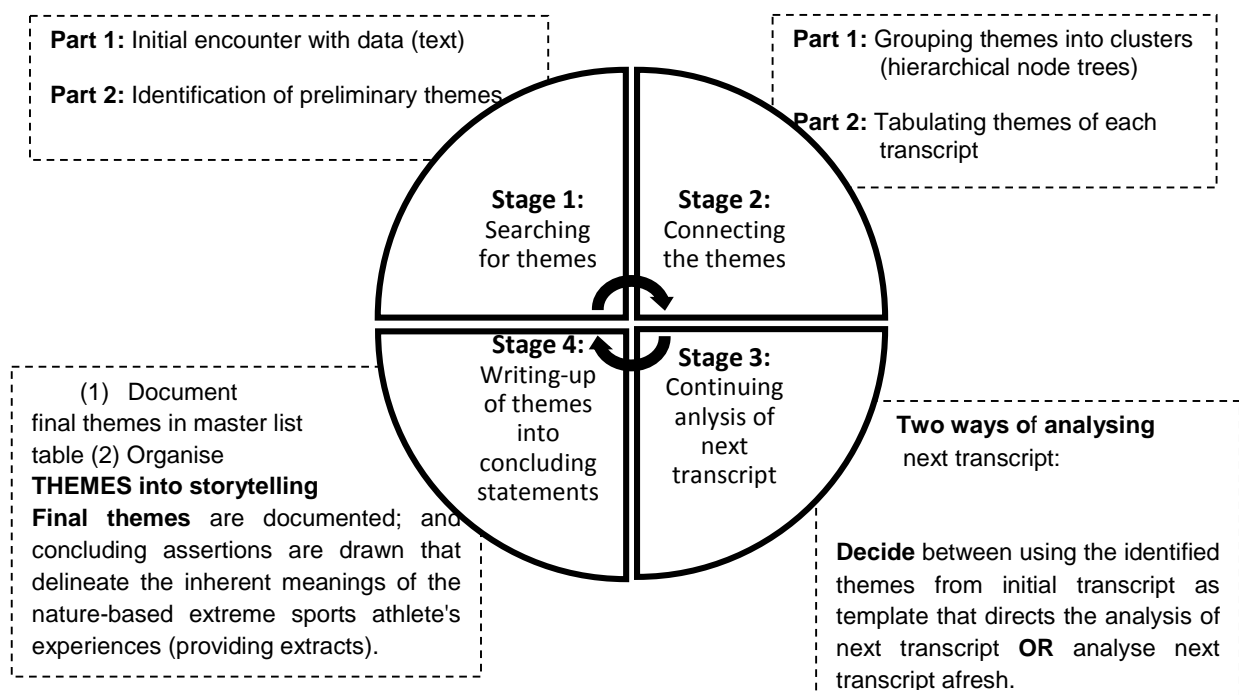 Part 1: Initial encounter with data (text)
Part 2: Identification of preliminary themes
Part 1: Grouping themes into clusters
(hierarchical node trees)
Part 2: Tabulating themes of each
transcript
Stage 1:
Searching
for themes
Stage 2:
Connecting
the themes
Stage 3:
Continuing
anlysis of
next
transcript
Stage 4:
Writing-up
of themes
into
concluding
statements
(1) Document
final themes in master list
table (2) Organise
THEMES into storytelling
Final themes are documented; and
concluding assertions are drawn that
delineate the inherent meanings of the
nature-based extreme sports athlete's
experiences (providing extracts).
Two ways of analysing
next transcript:
Decide between using the identified
themes from initial transcript as
template that directs the analysis of
next transcript OR analyse next
transcript afresh.